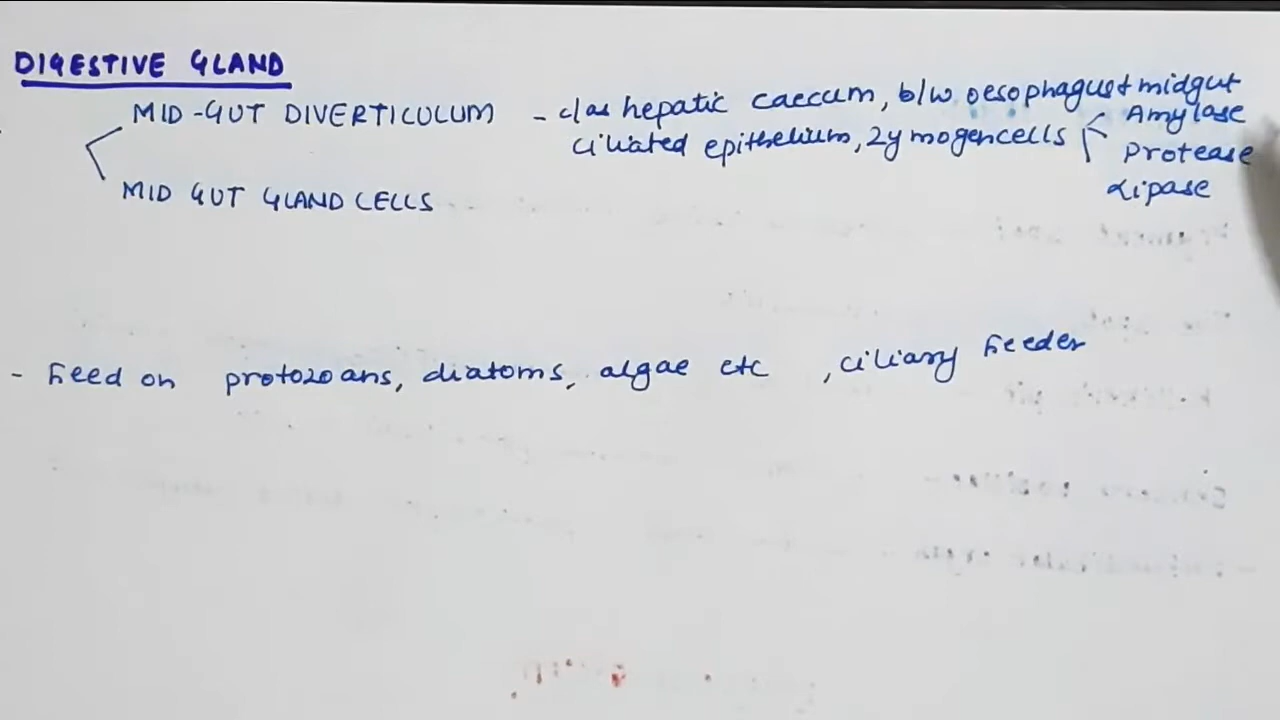 DIGESTIVE GLAND
MID-GUT DIVERTICULUM - c/as hepatic caecum, b/w oesophagus + midgut
ciliated epithelium, zymogencells Amylase
Protease
Lipase
MID GUT GLAND CELLS
- Feed on protozoans, diatoms, algae etc , ciliary feeder